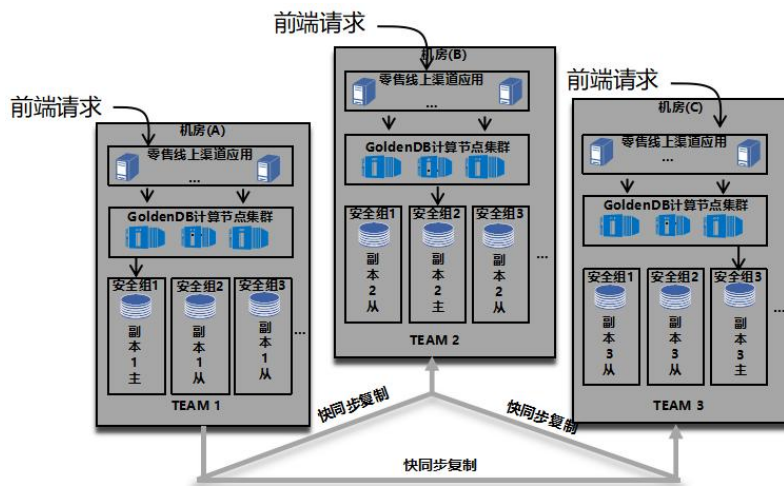 前端请求
机房(A)
零售线上渠道应用
...
GoldenDB计算节点集群
安全组1
副本1主
安全组2
副本1从
安全组3
副本1从
...
TEAM 1
前端请求
机房(B)
零售线上渠道应用
...
GoldenDB计算节点集群
安全组1
副本2从
安全组2
副本2主
安全组3
副本2从
...
TEAM 2
前端请求
机房(C)
零售线上渠道应用
...
GoldenDB计算节点集群
安全组1
副本3从
安全组2
副本3从
安全组3
副本3主
...
TEAM 3
快同步复制
快同步复制
快同步复制